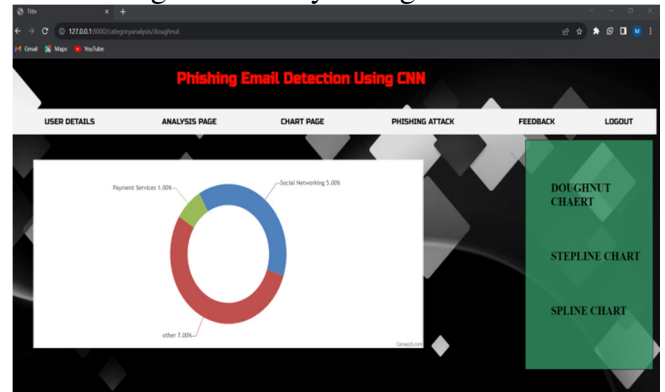 Title
127.0.0.1:8000/categoryanalysis/doughnut
Gmail Maps YouTube
Phishing Email Detection Using CNN
USER DETAILS ANALYSIS PAGE CHART PAGE PHISHING ATTACK FEEDBACK LOGOUT
Payment Services 1.00%
Social Networking 5.00%
other 7.00%
CanvasJS.com
DOUGHNUT
CHAERT
STEPLINE CHART
SPLINE CHART